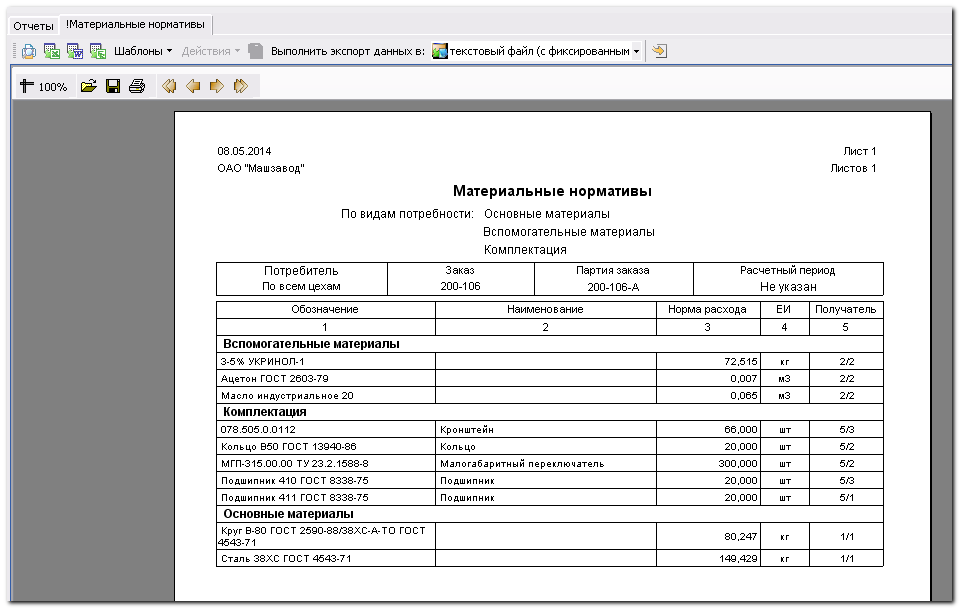 Отчеты !Материальные нормативы
Шаблоны Действия Выполнить экспорт данных в: текстовый файл (с фиксированным
100%
08.05.2014 Лист 1
ОАО "Машзавод" Листов 1
Материальные нормативы
По видам потребности: Основные материалы
Вспомогательные материалы
Комплектация
Потребитель Заказ Партия заказа Расчетный период
По всем цехам 200-106 200-106-А Не указан
Обозначение Наименование Норма расхода ЕИ Получатель
1 2 3 4 5
Вспомогательные материалы
3-5% УКРИНОЛ-1 72,515 кг 2/2
Ацетон ГОСТ 2603-79 0,007 м3 2/2
Масло индустриальное 20 0,065 м3 2/2
Комплектация
078.505.0.0112 Кронштейн 66,000 шт 5/3
Кольцо В50 ГОСТ 13940-86 Кольцо 20,000 шт 5/2
МГП-315.00.00 ТУ 23.2.1588-8 Малогабаритный переключатель 300,000 шт 5/2
Подшипник 410 ГОСТ 8338-75 Подшипник 20,000 шт 5/3
Подшипник 411 ГОСТ 8338-75 Подшипник 20,000 шт 5/1
Основные материалы
Круг В-80 ГОСТ 2590-88/38ХС-А-ТО ГОСТ
4543-71 80,247 кг 1/1
Сталь 38ХС ГОСТ 4543-71 149,429 кг 1/1